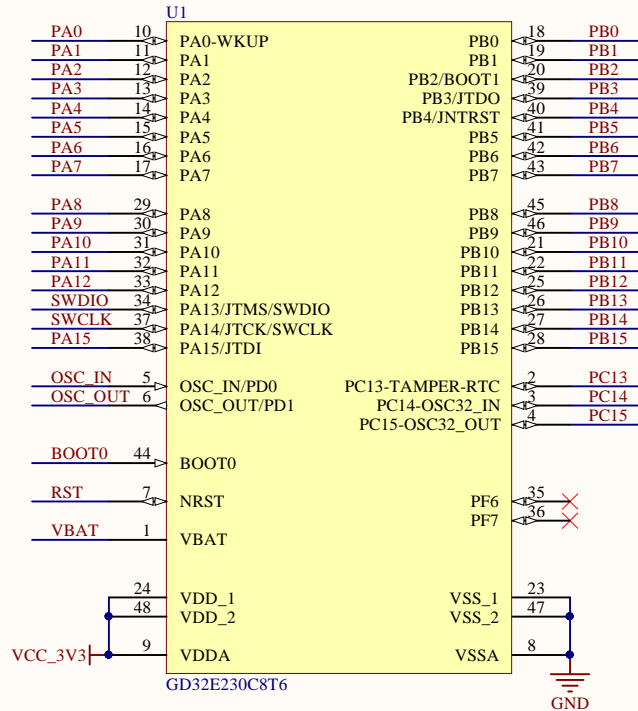 U1
PA0 10 PA0-WKUP PB0 18 PB0
PA1 11 PA1 PB1 19 PB1
PA2 12 PA2 PB2/BOOT1 20 PB2
PA3 13 PA3 PB3/JTDO 39 PB3
PA4 14 PA4 PB4/JNTRST 40 PB4
PA5 15 PA5 PB5 41 PB5
PA6 16 PA6 PB6 42 PB6
PA7 17 PA7 PB7 43 PB7
PA8 29 PA8 PB8 45 PB8
PA9 30 PA9 PB9 46 PB9
PA10 31 PA10 PB10 21 PB10
PA11 32 PA11 PB11 22 PB11
PA12 33 PA12 PB12 25 PB12
SWDIO 34 PA13/JTMS/SWDIO PB13 26 PB13
SWCLK 37 PA14/JTCK/SWCLK PB14 27 PB14
PA15 38 PA15/JTDI PB15 28 PB15
OSC_IN 5 OSC_IN/PD0 PC13-TAMPER-RTC 2 PC13
OSC_OUT 6 OSC_OUT/PD1 PC14-OSC32_IN 3 PC14
PC15-OSC32_OUT 4 PC15
BOOT0 44 BOOT0
RST 7 NRST PF6 35
PF7 36
VBAT 1 VBAT
24 VDD_1 VSS_1 23
48 VDD_2 VSS_2 47
VCC_3V3 9 VDDA VSSA 8
GD32E230C8T6
GND